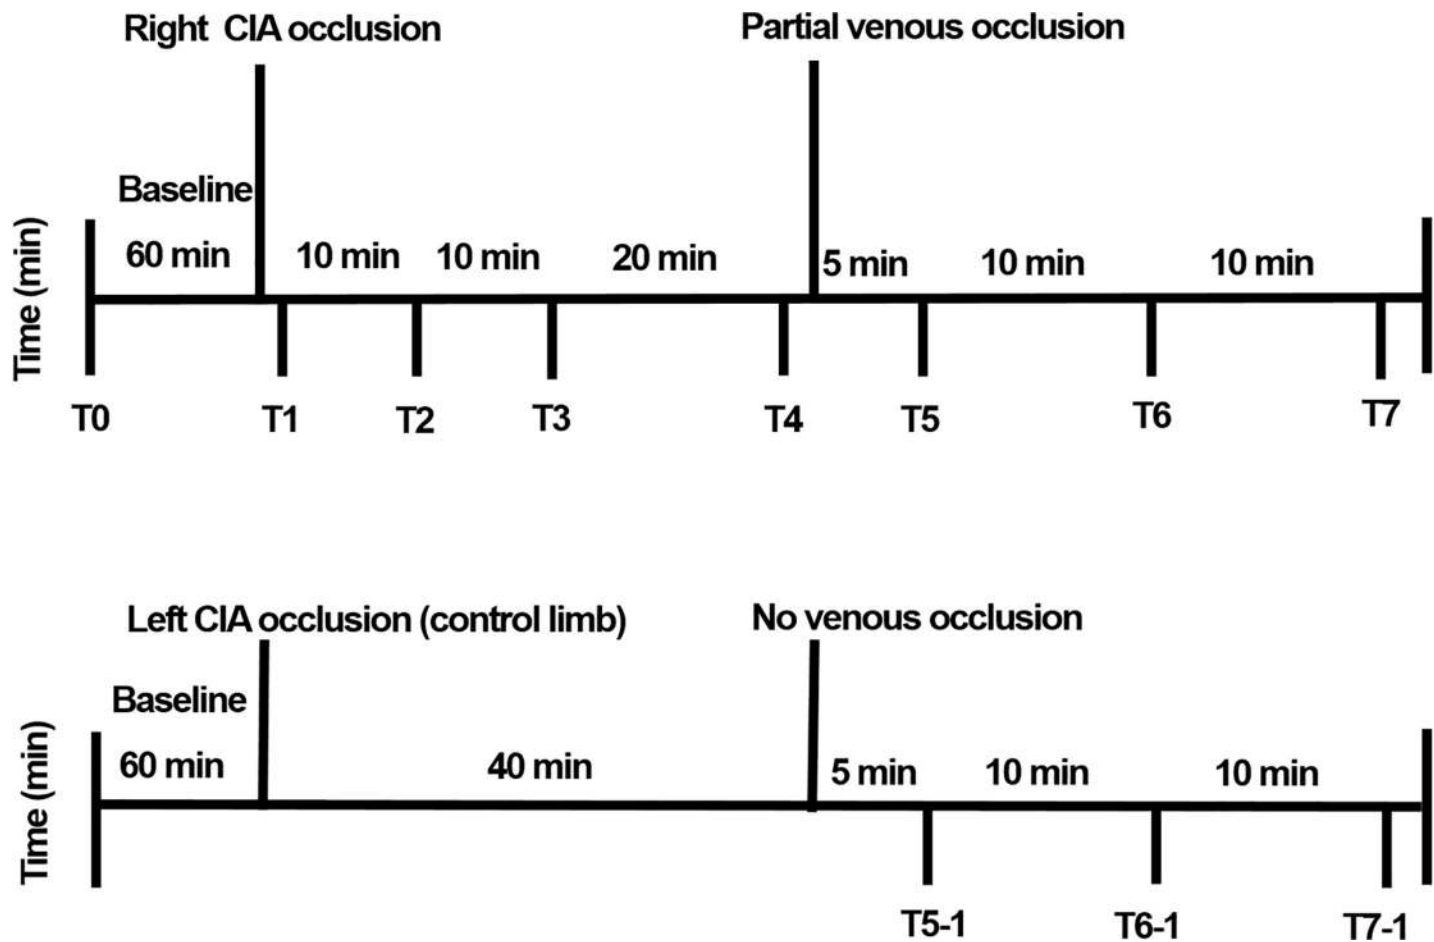 Right CIA occlusion
Partial venous occlusion
Baseline
60 min
10 min
10 min
20 min
5 min
10 min
10 min
Time (min)
T0
T1
T2
T3
T4
T5
T6
T7
Left CIA occlusion (control limb)
No venous occlusion
Baseline
60 min
40 min
5 min
10 min
10 min
Time (min)
T5-1
T6-1
T7-1